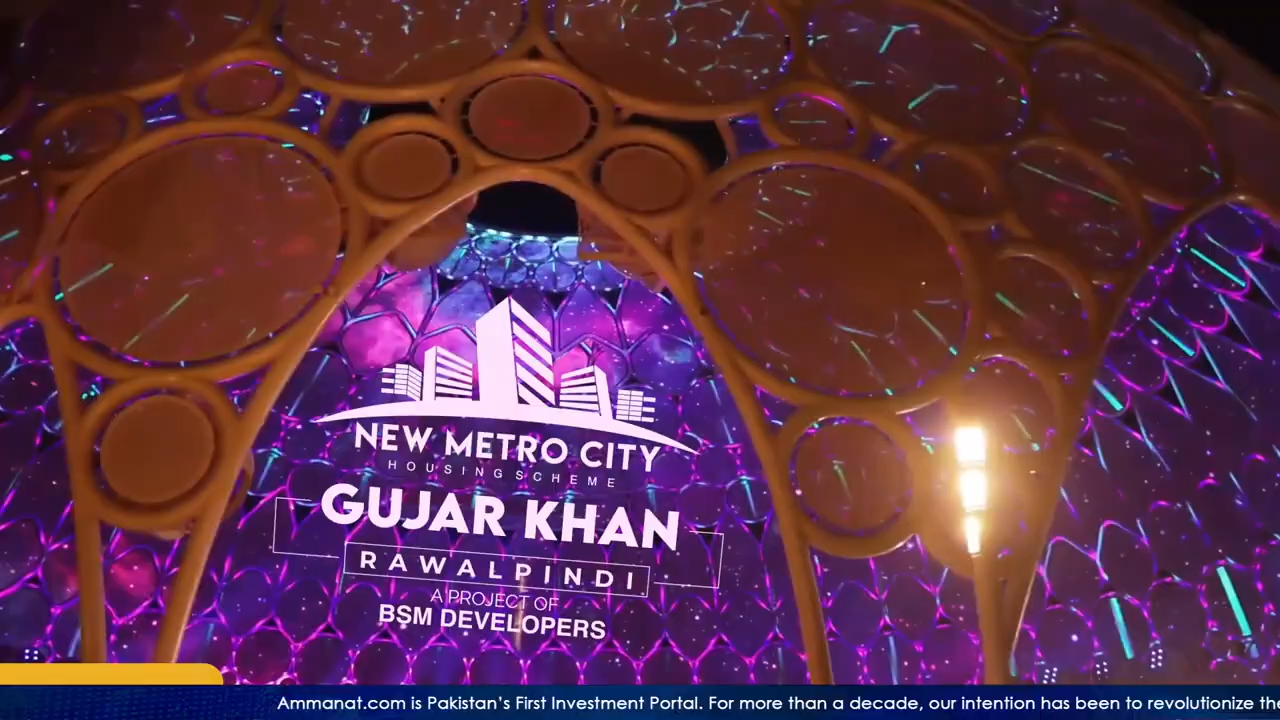 NEW METRO CITY
HOUSING SCHEME
GUJAR KHAN
RAWALPINDI
A PROJECT OF
BSM DEVELOPERS
Ammanat.com is Pakistan's First Investment Portal. For more than a decade, our intention has been to revolutionize the